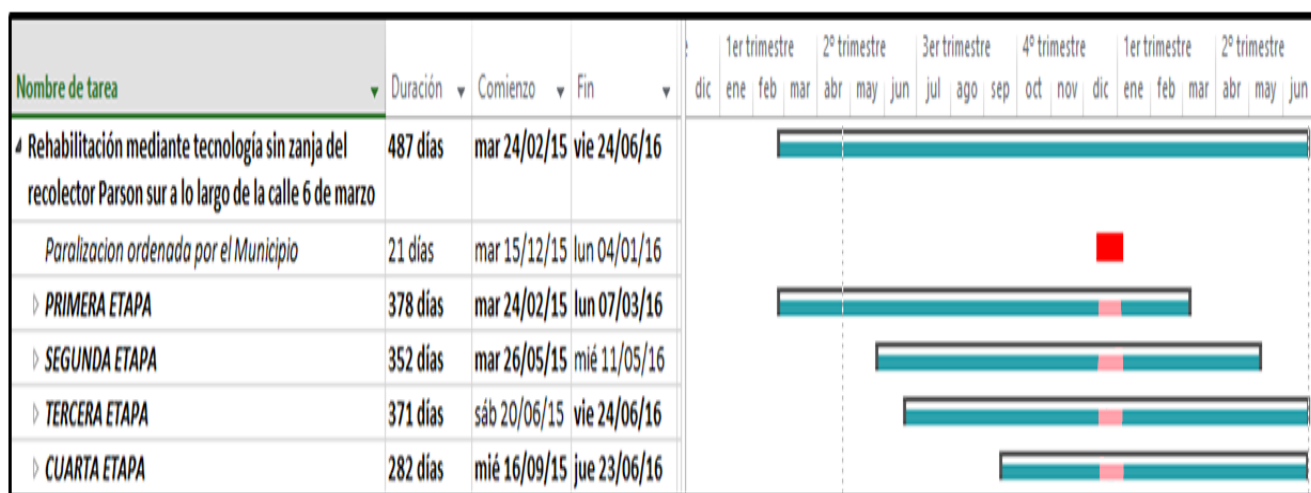 1er trimestre 2º trimestre 3er trimestre 4º trimestre 1er trimestre 2º trimestre
Nombre de tarea Duración Comienzo Fin dic ene feb mar abr may jun jul ago sep oct nov dic ene feb mar abr may jun
Rehabilitación mediante tecnología sin zanja del 487 días mar 24/02/15 vie 24/06/16
recolector Parson sur a lo largo de la calle 6 de marzo
Paralizacion ordenada por el Municipio 21 días mar 15/12/15 lun 04/01/16
PRIMERA ETAPA 378 días mar 24/02/15 lun 07/03/16
SEGUNDA ETAPA 352 días mar 26/05/15 mié 11/05/16
TERCERA ETAPA 371 días sáb 20/06/15 vie 24/06/16
CUARTA ETAPA 282 días mié 16/09/15 jue 23/06/16